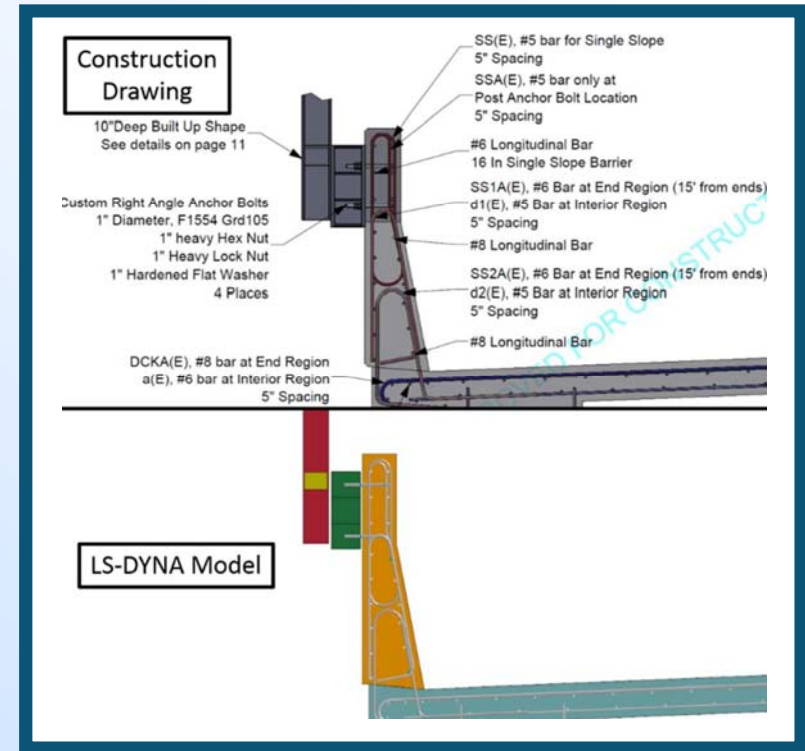 Construction
Drawing
10"Deep Built Up Shape
See details on page 11
Custom Right Angle Anchor Bolts
1" Diameter, F1554 Grd105
1" heavy Hex Nut
1" Heavy Lock Nut
1" Hardened Flat Washer
4 Places
DCKA(E), #8 bar at End Region
a(E), #6 bar at Interior Region
5" Spacing
SS(E), #5 bar for Single Slope
5" Spacing
SSA(E), #5 bar only at
Post Anchor Bolt Location
5" Spacing
#6 Longitudinal Bar
16 In Single Slope Barrier
SS1A(E), #6 Bar at End Region (15' from ends)
d1(E), #5 Bar at Interior Region
5" Spacing
#8 Longitudinal Bar
SS2A(E), #6 Bar at End Region (15' from ends)
d2(E), #5 Bar at Interior Region
5" Spacing
#8 Longitudinal Bar
FOR CONSTRUCT
LS-DYNA Model